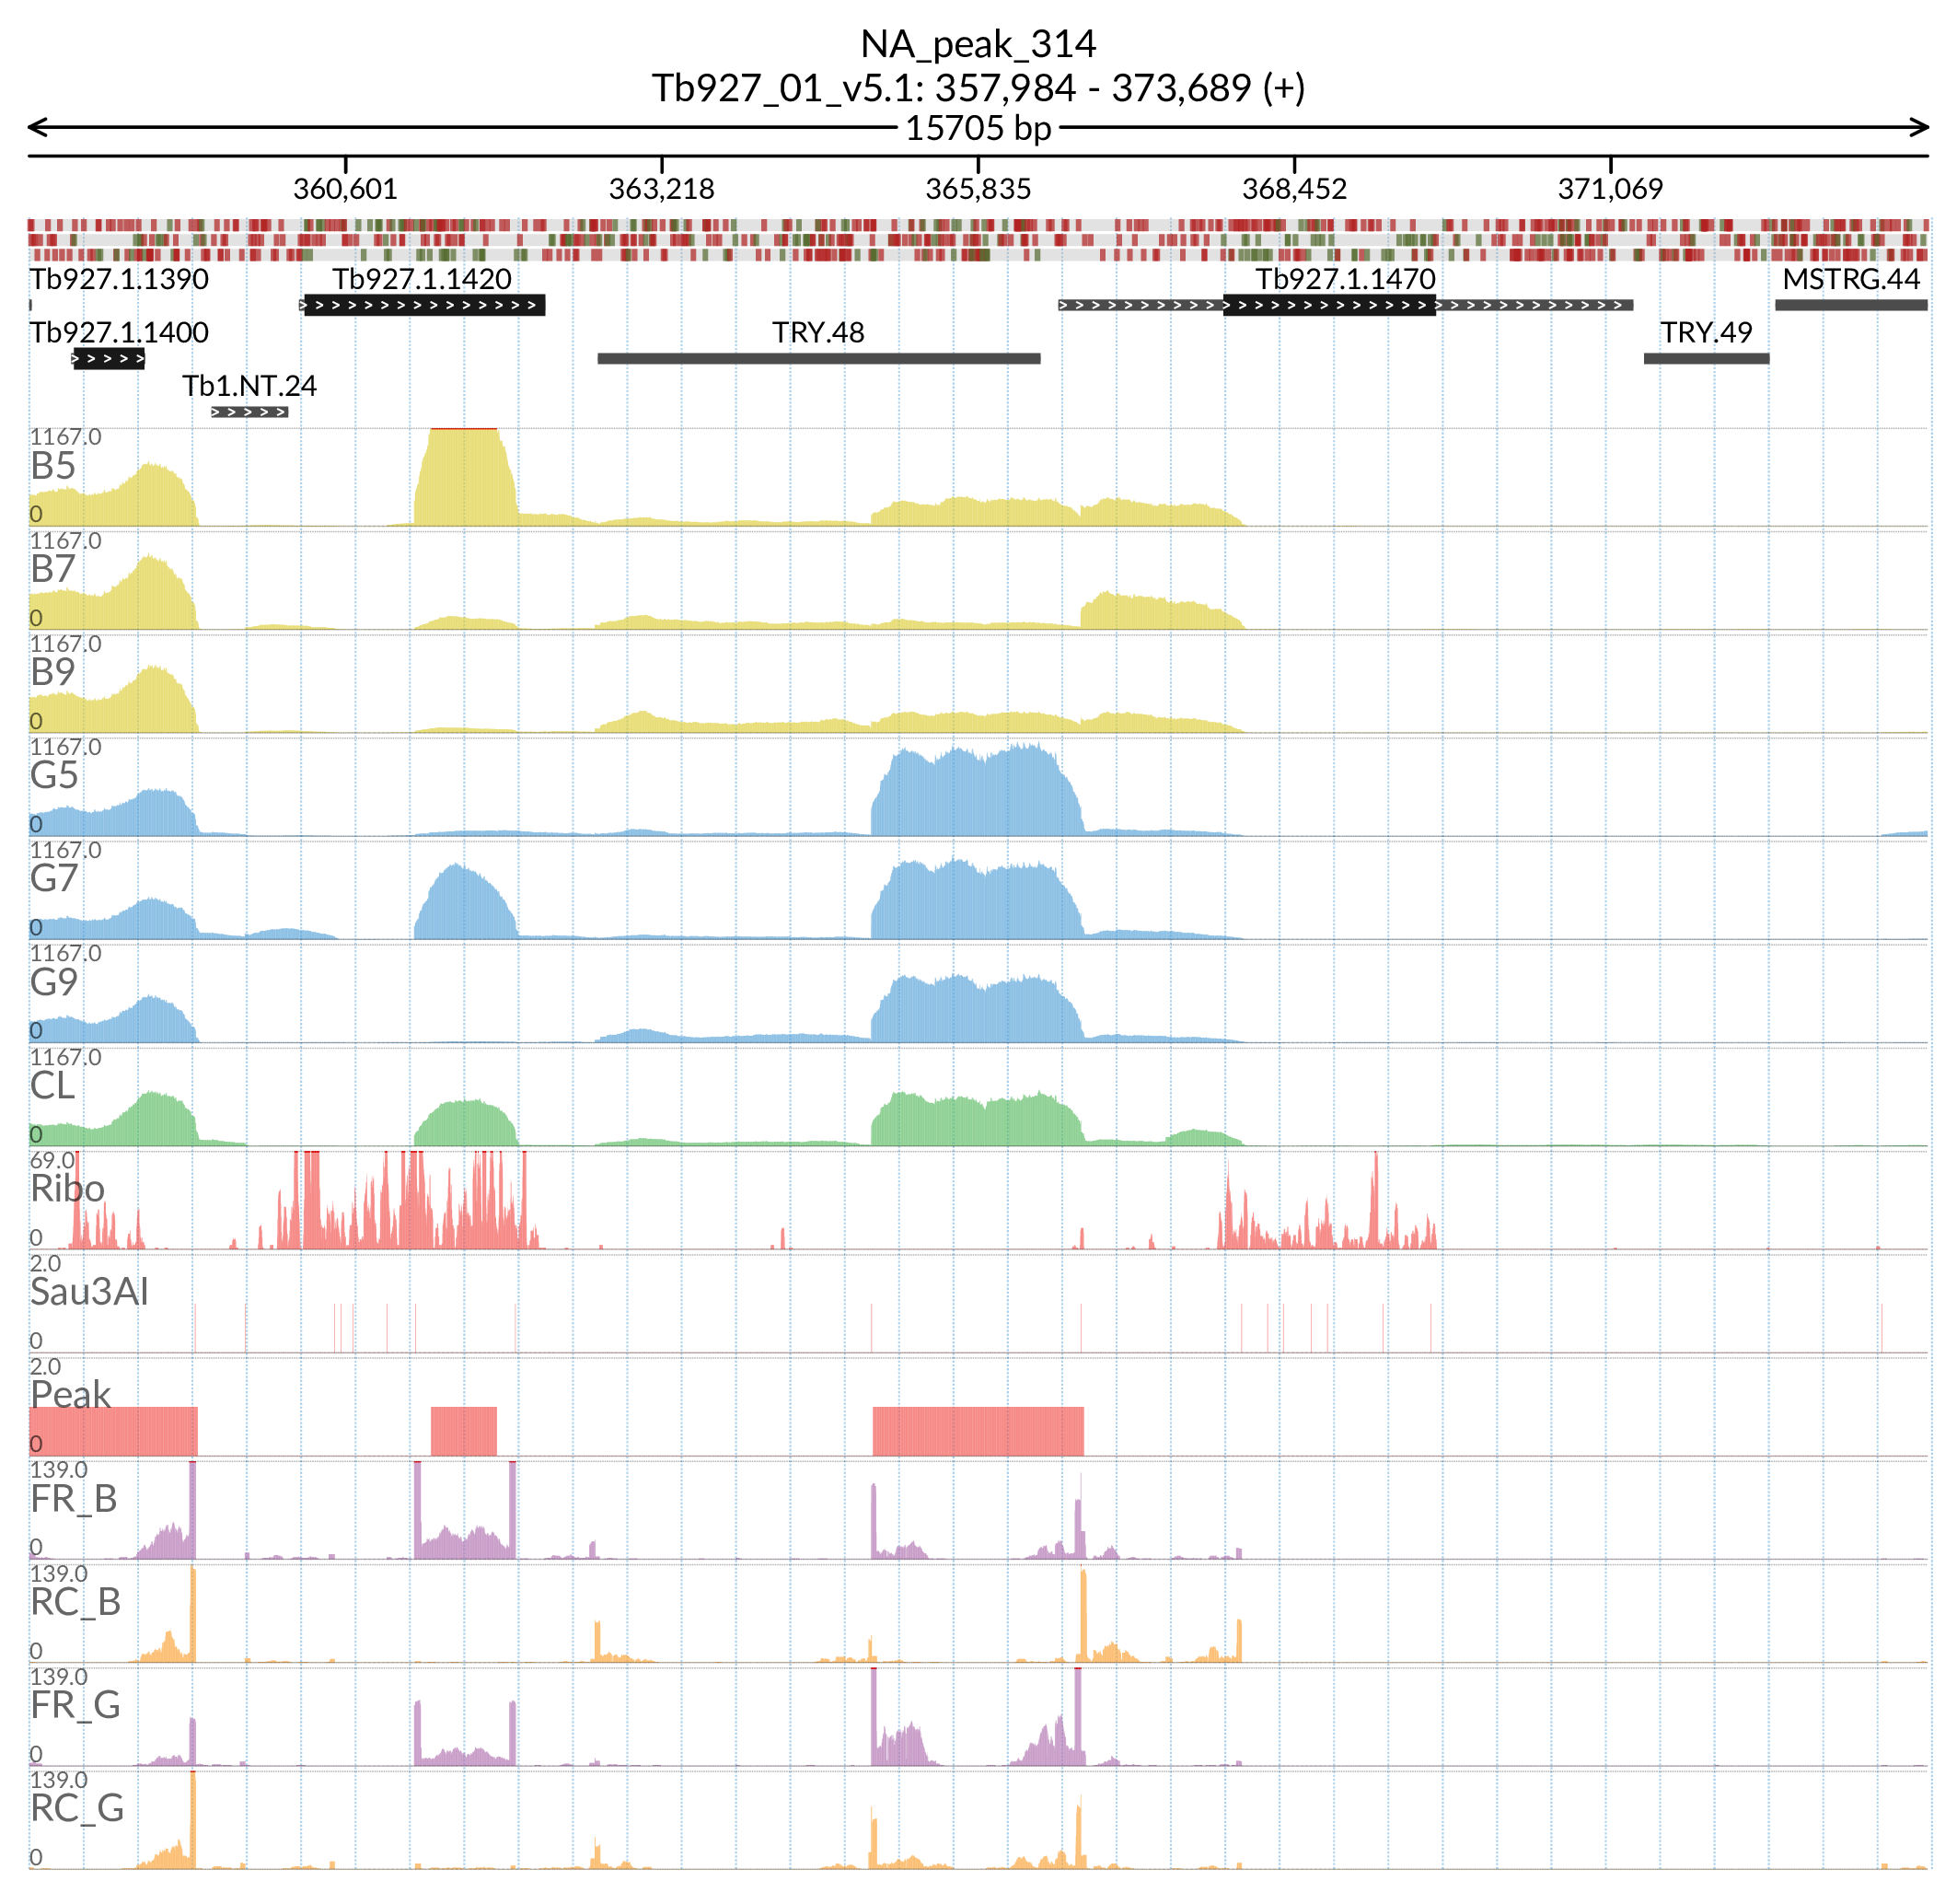 NA_peak_314
Tb927_01_v5.1: 357,984 - 373,689 (+)
15705 bp
360,601 363,218 365,835 368,452 371,069
Tb927.1.1390 Tb927.1.1420 Tb927.1.1470 MSTRG.44
Tb927.1.1400 TRY.48 TRY.49
Tb1.NT.24
1167.0
B5
0
1167.0
B7
0
1167.0
B9
0
1167.0
G5
0
1167.0
G7
0
1167.0
G9
0
1167.0
CL
0
69.0
Ribo
0
2.0
Sau3AI
0
2.0
Peak
0
139.0
FR_B
0
139.0
RC_B
0
139.0
FR_G
0
139.0
RC_G
0